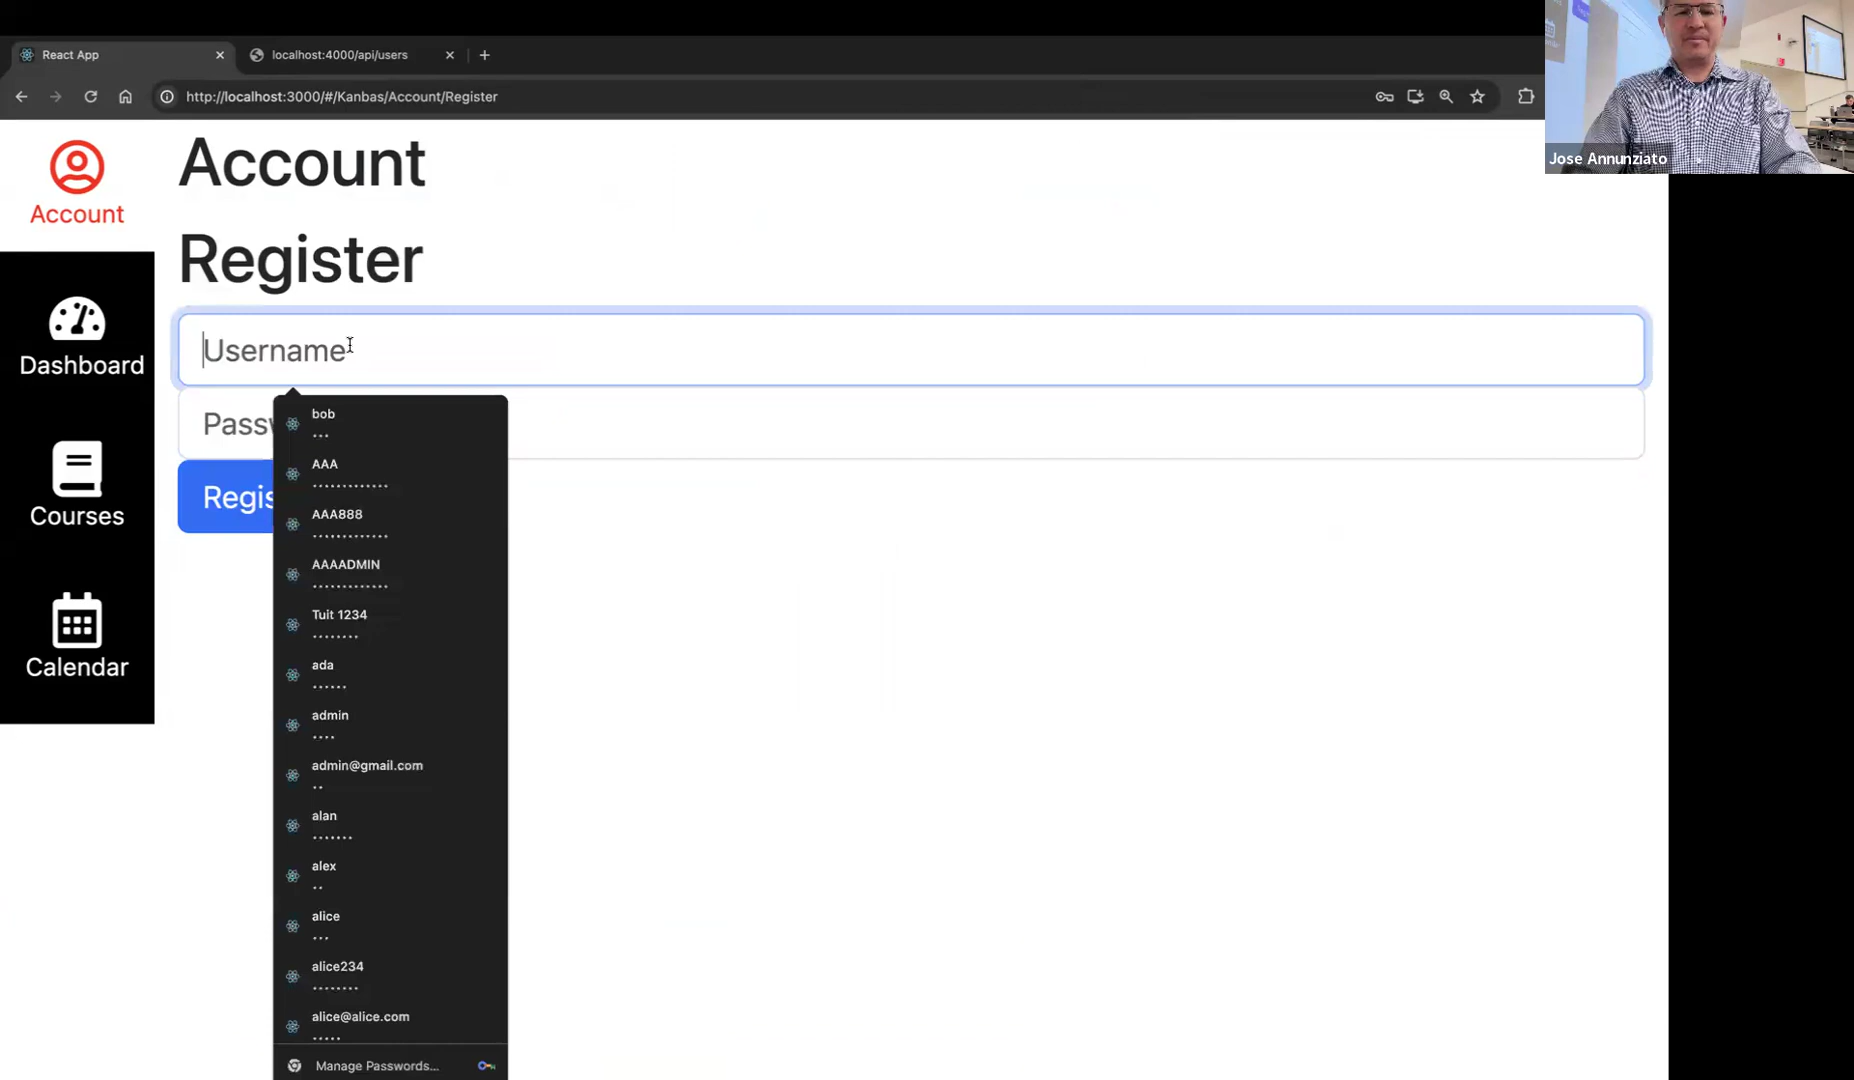 React App
localhost:4000/api/users
http://localhost:3000/#/Kanbas/Account/Register
Jose Annunziato
Account
Dashboard
Courses
Calendar
Account
Register
Username
Passw
Regis
bob
•••
AAA
•••••••••••••
AAA888
•••••••••••••
AAAADMIN
•••••••••••••
Tuit 1234
••••••••
ada
••••••
admin
••••
admin@gmail.com
••
alan
•••••••
alex
••
alice
•••
alice234
••••••••
alice@alice.com
•••••
Manage Passwords...